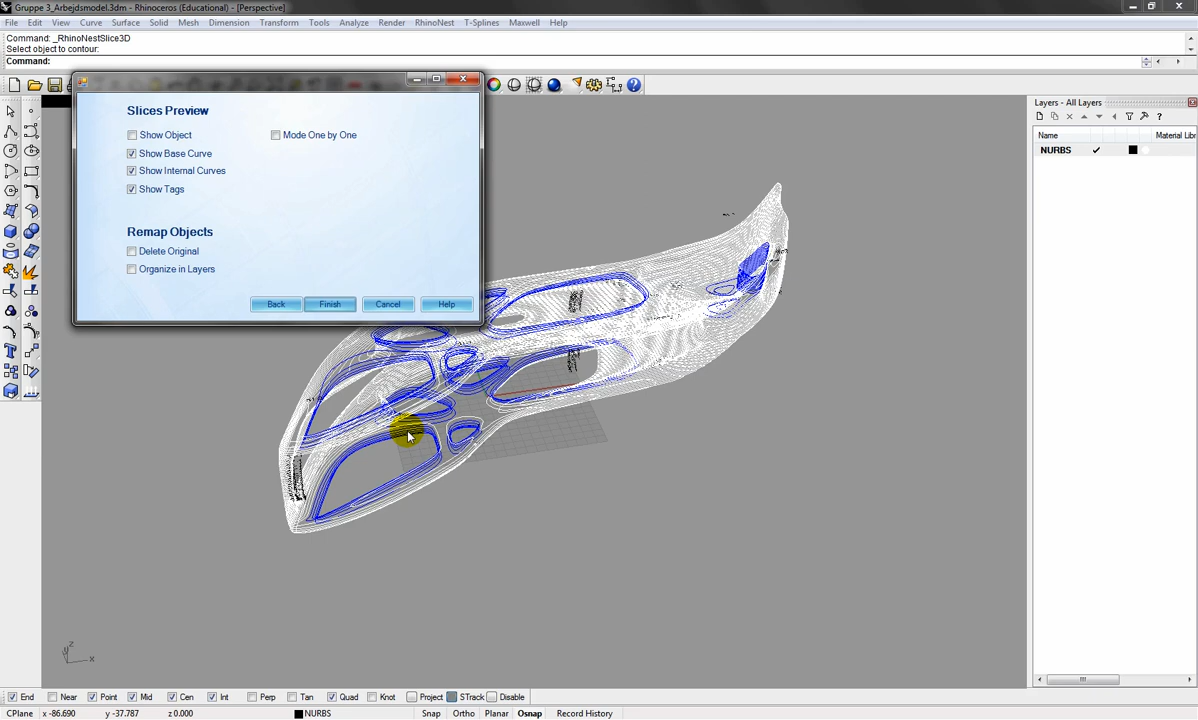 Gruppe 3_Arbejdsmodel.3dm - Rhinoceros (Educational) - [Perspective]
File Edit View Curve Surface Solid Mesh Dimension Transform Tools Analyze Render RhinoNest T-Splines Maxwell Help
Command: _RhinoNestSlice3D
Select object to contour:
Command:
Slices Preview
Show Object Mode One by One
Show Base Curve
Show Internal Curves
Show Tags
Remap Objects
Delete Original
Organize in Layers
Back Finish Cancel Help
Layers - All Layers
Name Material Libr
NURBS
z
y
x
End Near Point Mid Cen Int Perp Tan Quad Knot Project STrack Disable
CPlane x -86.690 y -37.787 z 0.000 NURBS Snap Ortho Planar Osnap Record History